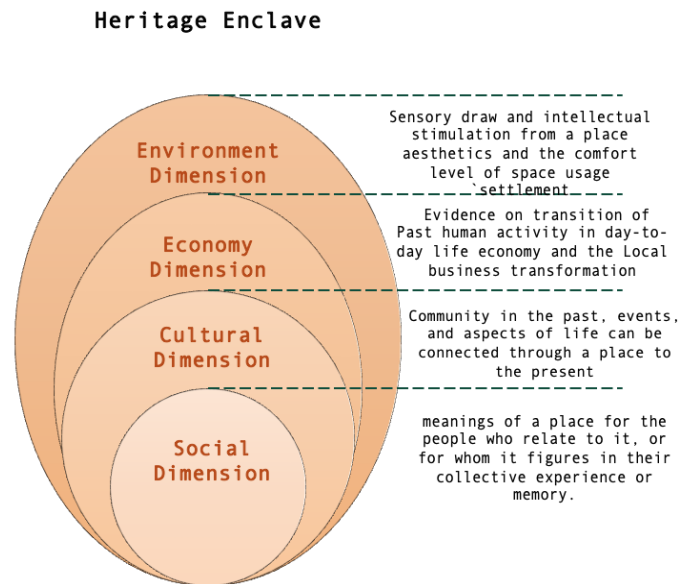 Heritage Enclave
Environment
Dimension
Sensory draw and intellectual
stimulation from a place
aesthetics and the comfort
level of space usage
`settlement
Economy
Dimension
Evidence on transition of
Past human activity in day-to-
day life economy and the Local
business transformation
Cultural
Dimension
Community in the past, events,
and aspects of life can be
connected through a place to
the present
Social
Dimension
meanings of a place for the
people who relate to it, or
for whom it figures in their
collective experience or
memory.